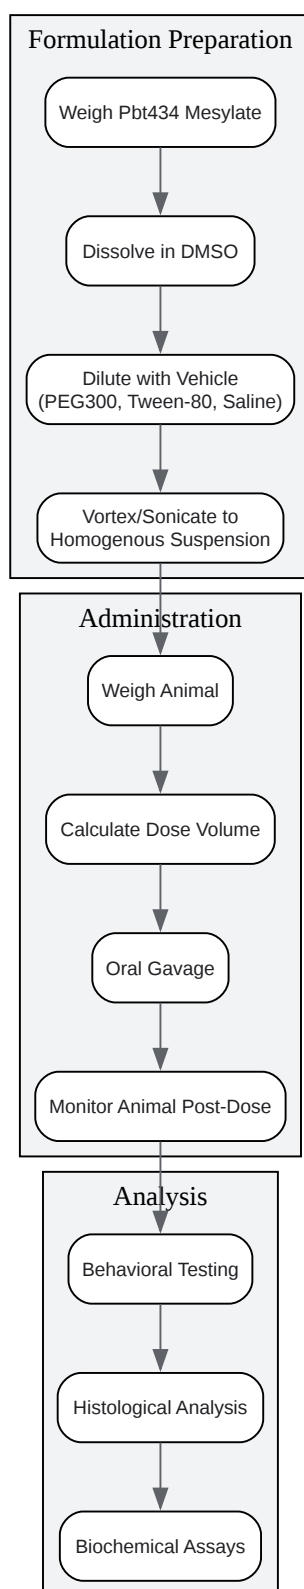 Formulation Preparation
Weigh Pbt434 Mesylate
Dissolve in DMSO
Dilute with Vehicle
(PEG300, Tween-80, Saline)
Vortex/Sonicate to
Homogenous Suspension
Administration
Weigh Animal
Calculate Dose Volume
Oral Gavage
Monitor Animal Post-Dose
Analysis
Behavioral Testing
Histological Analysis
Biochemical Assays